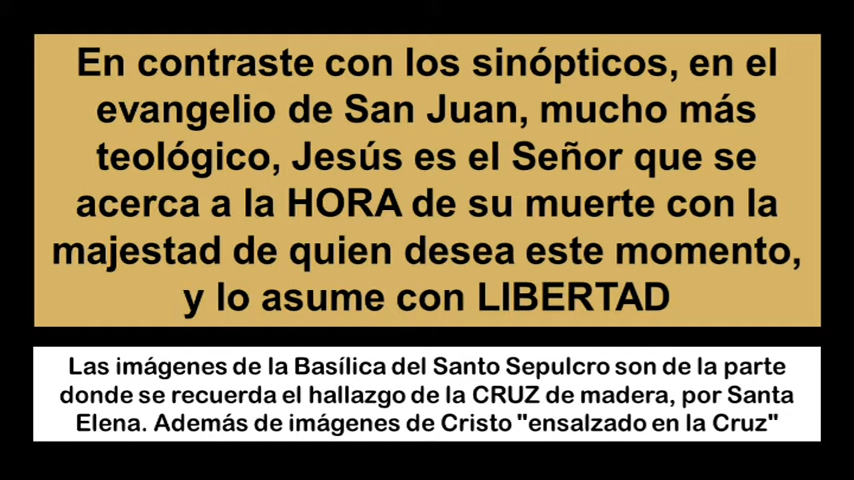 En contraste con los sinópticos, en el
evangelio de San Juan, mucho más
teológico, Jesús es el Señor que se
acerca a la HORA de su muerte con la
majestad de quien desea este momento,
y lo asume con LIBERTAD
Las imágenes de la Basílica del Santo Sepulcro son de la parte
donde se recuerda el hallazgo de la CRUZ de madera, por Santa
Elena. Además de imágenes de Cristo "ensalzado en la Cruz"